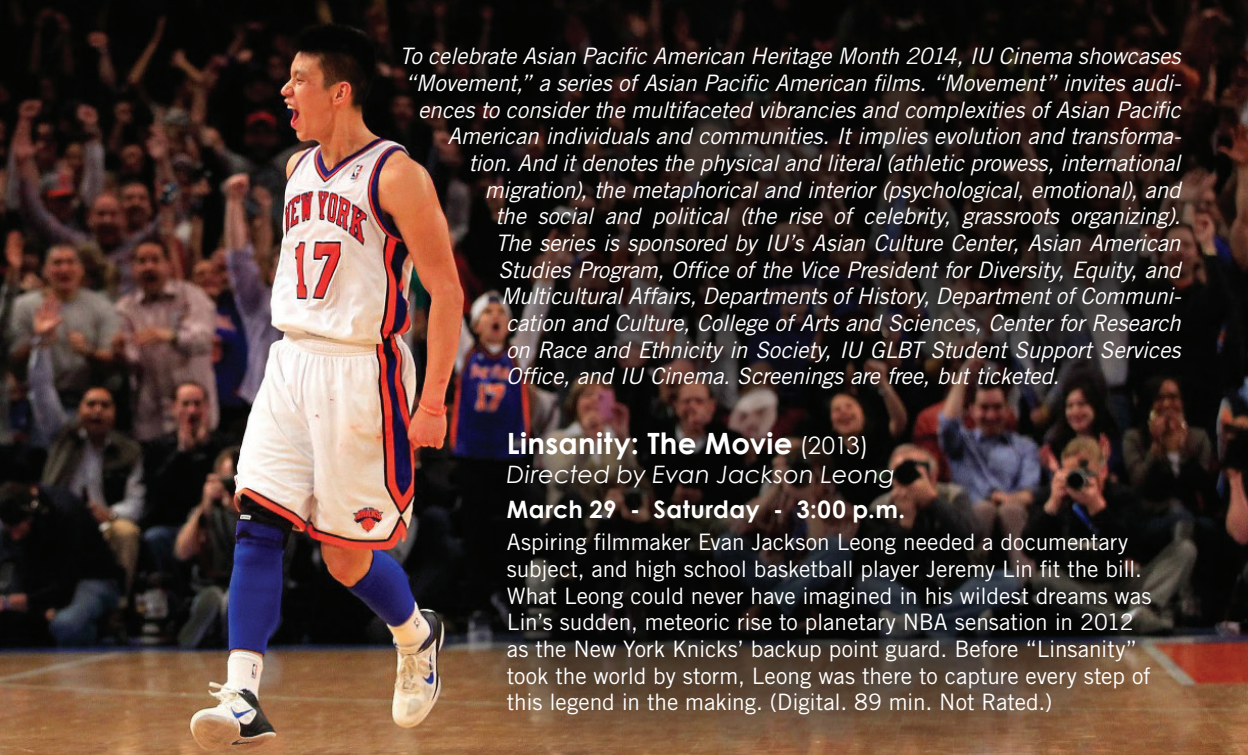 To celebrate Asian Pacific American Heritage Month 2014, IU Cinema showcases
“Movement,” a series of Asian Pacific American films. “Movement” invites audi-
ences to consider the multifaceted vibrancies and complexities of Asian Pacific
American individuals and communities. It implies evolution and transforma-
tion. And it denotes the physical and literal (athletic prowess, international
migration), the metaphorical and interior (psychological, emotional), and
the social and political (the rise of celebrity, grassroots organizing).
The series is sponsored by IU’s Asian Culture Center, Asian American
Studies Program, Office of the Vice President for Diversity, Equity, and
Multicultural Affairs, Departments of History, Department of Communi-
cation and Culture, College of Arts and Sciences, Center for Research
on Race and Ethnicity in Society, IU GLBT Student Support Services
Office, and IU Cinema. Screenings are free, but ticketed.
NEW YORK
17
17
Linsanity: The Movie (2013)
Directed by Evan Jackson Leong
March 29 - Saturday - 3:00 p.m.
Aspiring filmmaker Evan Jackson Leong needed a documentary
subject, and high school basketball player Jeremy Lin fit the bill.
What Leong could never have imagined in his wildest dreams was
Lin’s sudden, meteoric rise to planetary NBA sensation in 2012
as the New York Knicks’ backup point guard. Before “Linsanity”
took the world by storm, Leong was there to capture every step of
this legend in the making. (Digital. 89 min. Not Rated.)